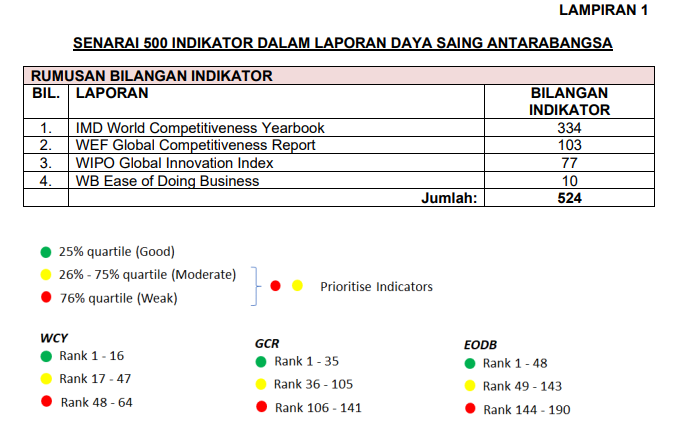 LAMPIRAN 1
SENARAI 500 INDIKATOR DALAM LAPORAN DAYA SAING ANTARABANGSA
RUMUSAN BILANGAN INDIKATOR
BIL. LAPORAN BILANGAN INDIKATOR
1. IMD World Competitiveness Yearbook 334
2. WEF Global Competitiveness Report 103
3. WIPO Global Innovation Index 77
4. WB Ease of Doing Business 10
Jumlah: 524
25% quartile (Good)
26% - 75% quartile (Moderate)
76% quartile (Weak)
Prioritise Indicators
WCY
Rank 1 - 16
Rank 17 - 47
Rank 48 - 64
GCR
Rank 1 - 35
Rank 36 - 105
Rank 106 - 141
EODB
Rank 1 - 48
Rank 49 - 143
Rank 144 - 190